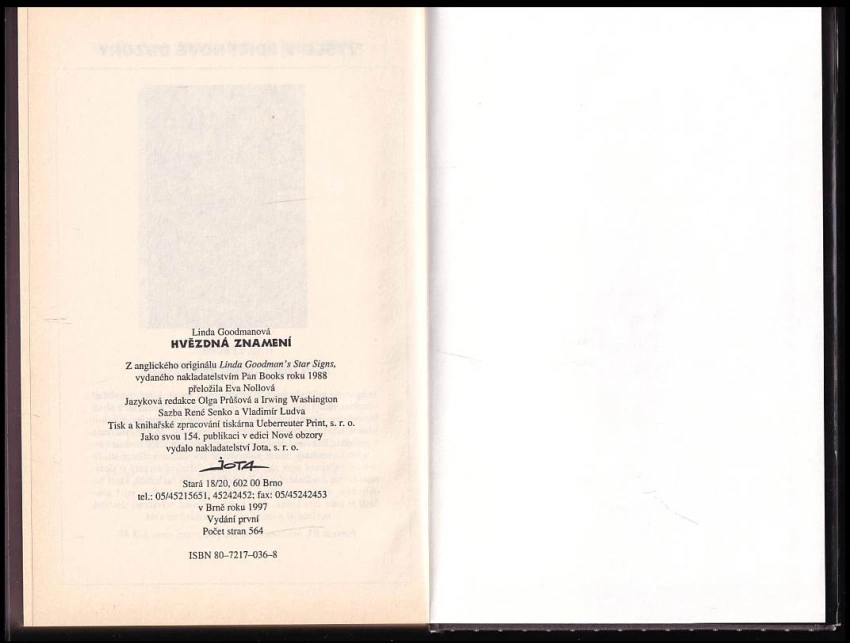 Linda Goodmanová
HVĚZDNÁ ZNAMENÍ
Z anglického originálu Linda Goodman's Star Signs,
vydaného nakladatelstvím Pan Books roku 1988
přeložila Eva Nollová
Jazyková redakce Olga Průšová a Irwing Washington
Sazba René Senko a Vladimír Ludva
Tisk a knihařské zpracování tiskárna Ueberreuter Print, s. r. o.
Jako svou 154. publikaci v edici Nové obzory
vydalo nakladatelství Jota, s. r. o.
JOTA
Stará 18/20, 602 00 Brno
tel.: 05/45215651, 45242452; fax: 05/45242453
v Brně roku 1997
Vydání první
Počet stran 564
ISBN 80–7217–036–8